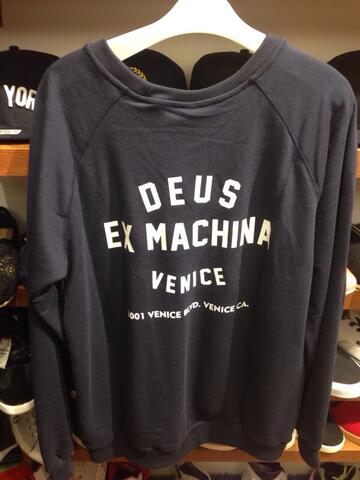 YOR
DEUS
EX MACHINA
VENICE
1001 VENICE BLVD. VENICE CA.